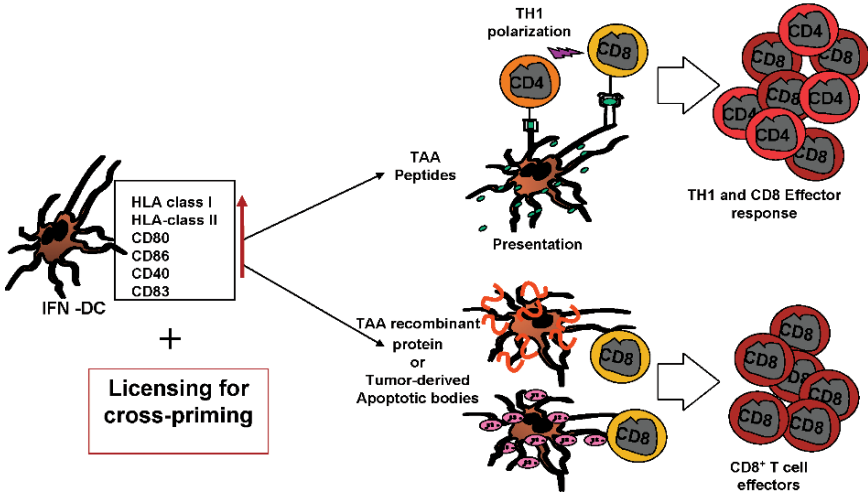 TH1
polarization
CD8
CD4
TAA
Peptides
Presentation
CD4
CD8
CD8
CD8
CD4
CD4
CD4
CD8
TH1 and CD8 Effector
response
HLA class I
HLA-class II
CD80
CD86
CD40
CD83
IFN -DC
+
Licensing for
cross-priming
TAA recombinant
protein
or
Tumor-derived
Apoptotic bodies
CD8
CD8
CD8
CD8
CD8
CD8
CD8
CD8
CD8⁺ T cell
effectors